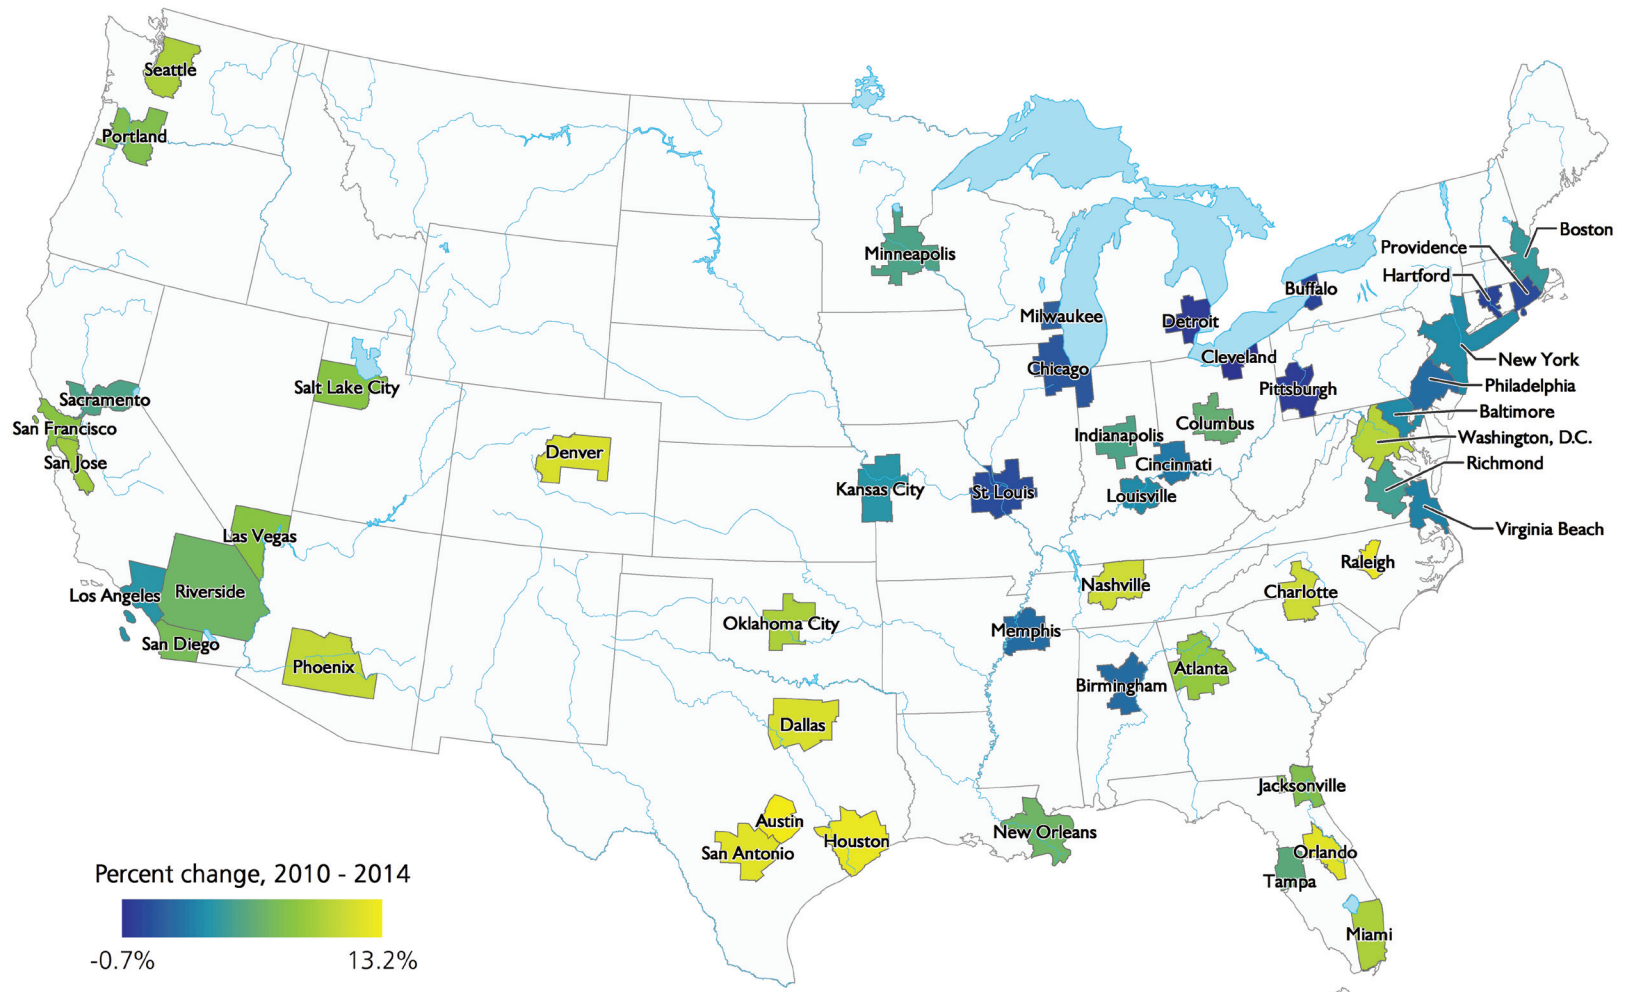 Seattle
Portland
Sacramento
San Francisco
San Jose
Las Vegas
Los Angeles
Riverside
San Diego
Phoenix
Salt Lake City
Denver
Minneapolis
Kansas City
Oklahoma City
Dallas
Austin
San Antonio
Houston
Milwaukee
Chicago
St Louis
Detroit
Cleveland
Pittsburgh
Buffalo
Indianapolis
Columbus
Cincinnati
Louisville
Nashville
Memphis
Birmingham
Atlanta
Charlotte
Raleigh
New Orleans
Jacksonville
Orlando
Tampa
Miami
Boston
Providence
Hartford
New York
Philadelphia
Baltimore
Washington, D.C.
Richmond
Virginia Beach
Percent change, 2010 - 2014
-0.7%
13.2%